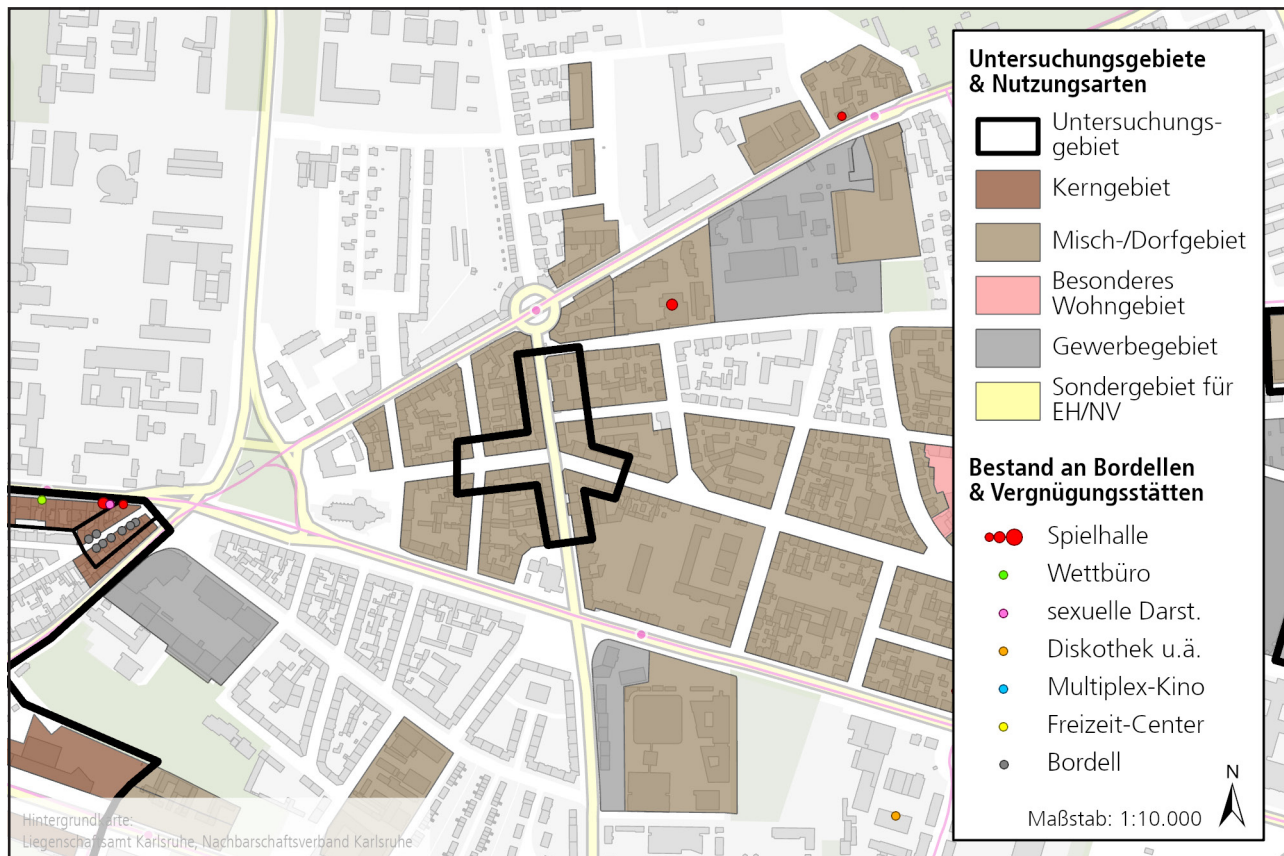 Untersuchungsgebiete
& Nutzungsarten
Untersuchungs-
gebiet
Kerngebiet
Misch-/Dorfgebiet
Besonderes
Wohngebiet
Gewerbegebiet
Sondergebiet für
EH/NV
Bestand an Bordellen
& Vergnügungsstätten
Spielhalle
Wettbüro
sexuelle Darst.
Diskothek u.ä.
Multiplex-Kino
Freizeit-Center
Bordell
N
Maßstab: 1:10.000
Hintergrundkarte:
Liegenschaftsamt Karlsruhe, Nachbarschaftsverband Karlsruhe